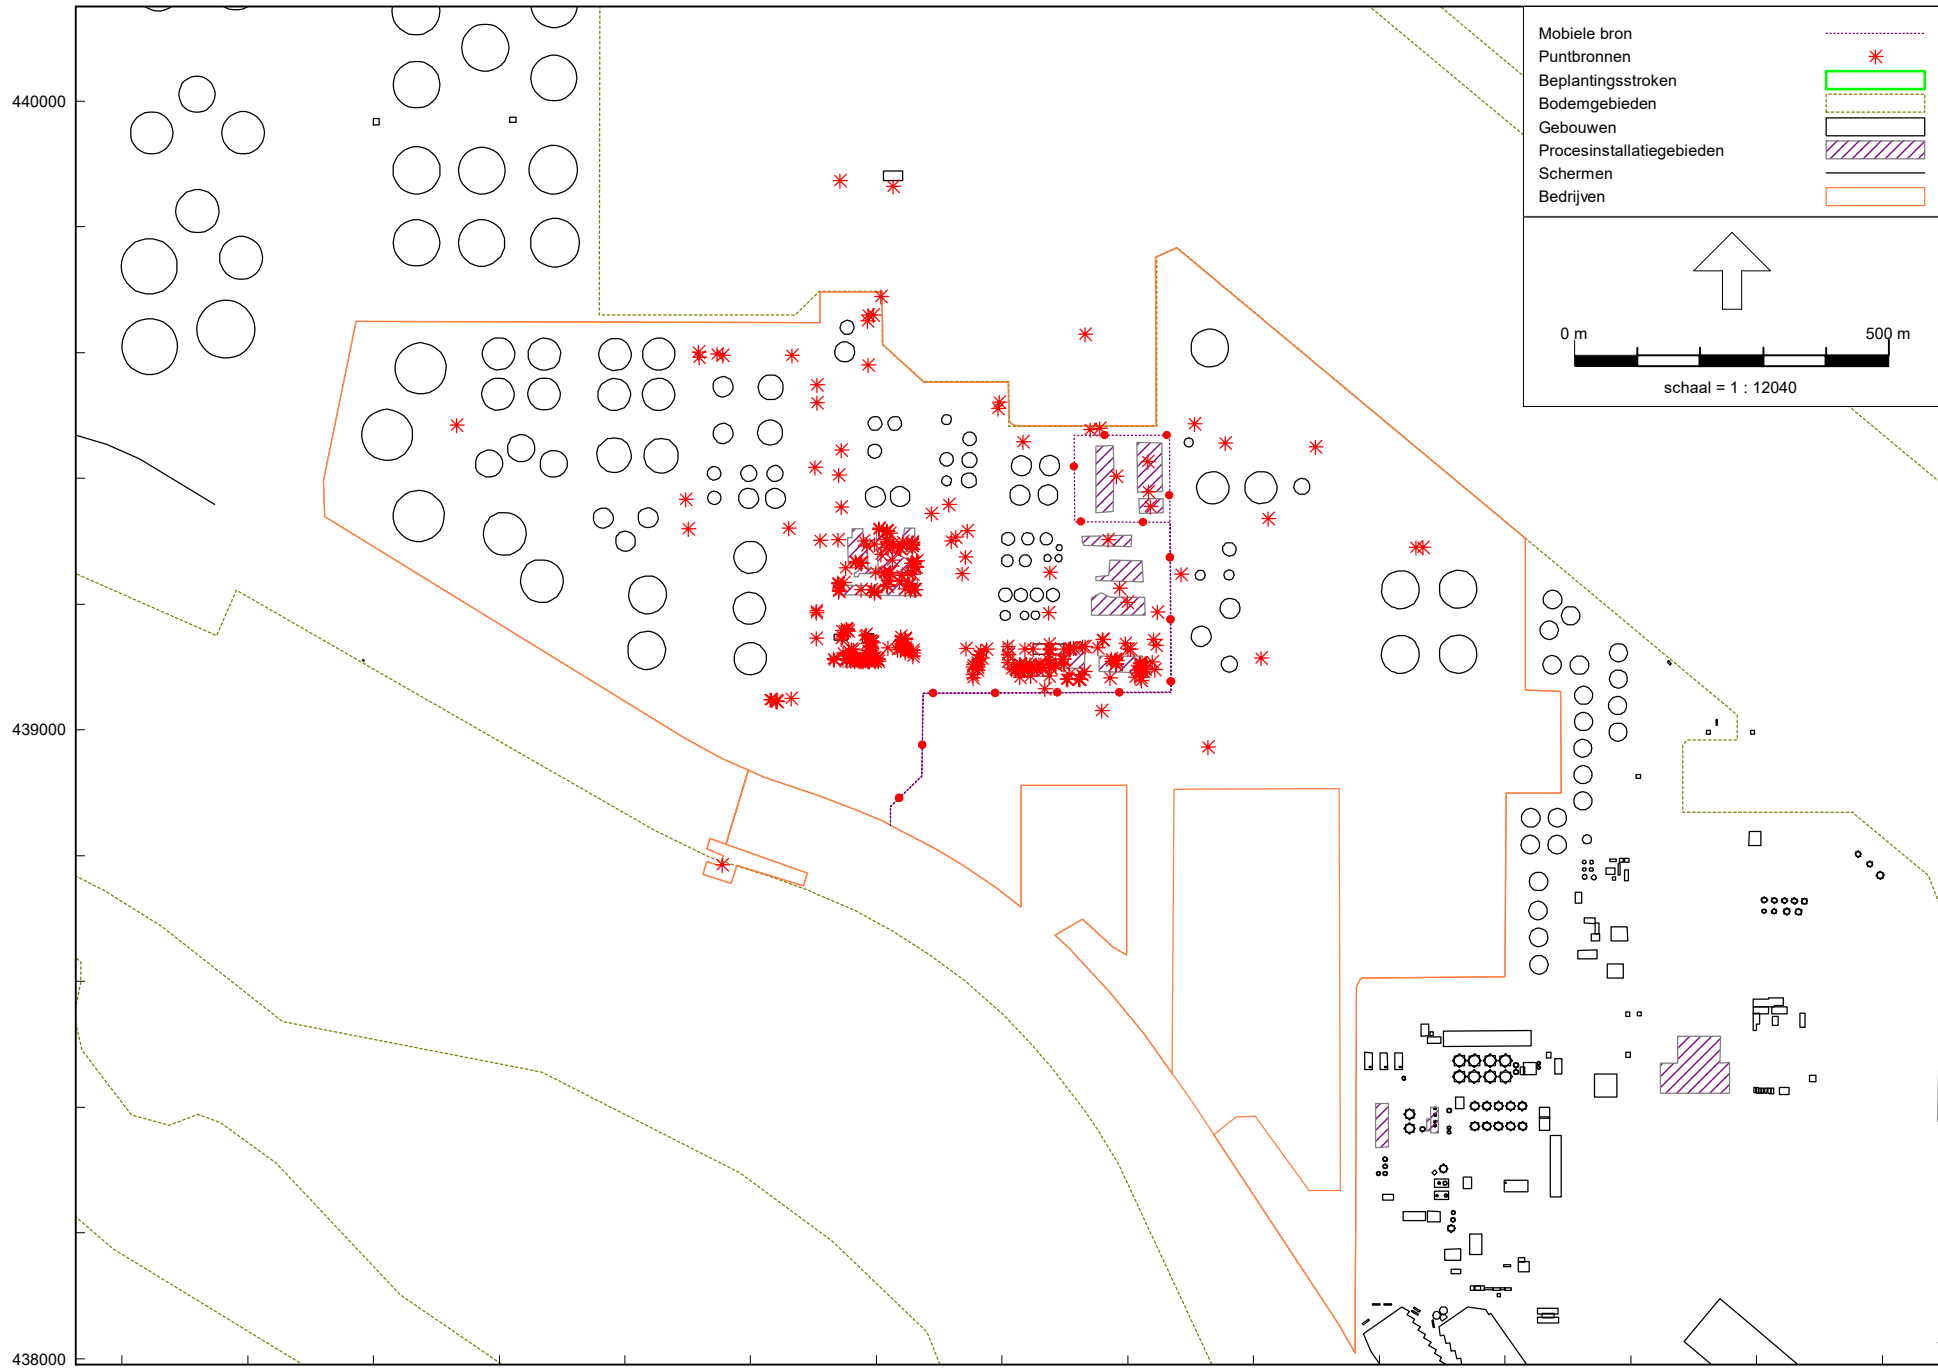 Mobiele bron
Puntbronnen
Beplantingsstroken
Bodemgebieden
Gebouwen
Procesinstallatiegebieden
Schermen
Bedrijven
0 m 500 m
schaal = 1 : 12040
440000
439000
438000